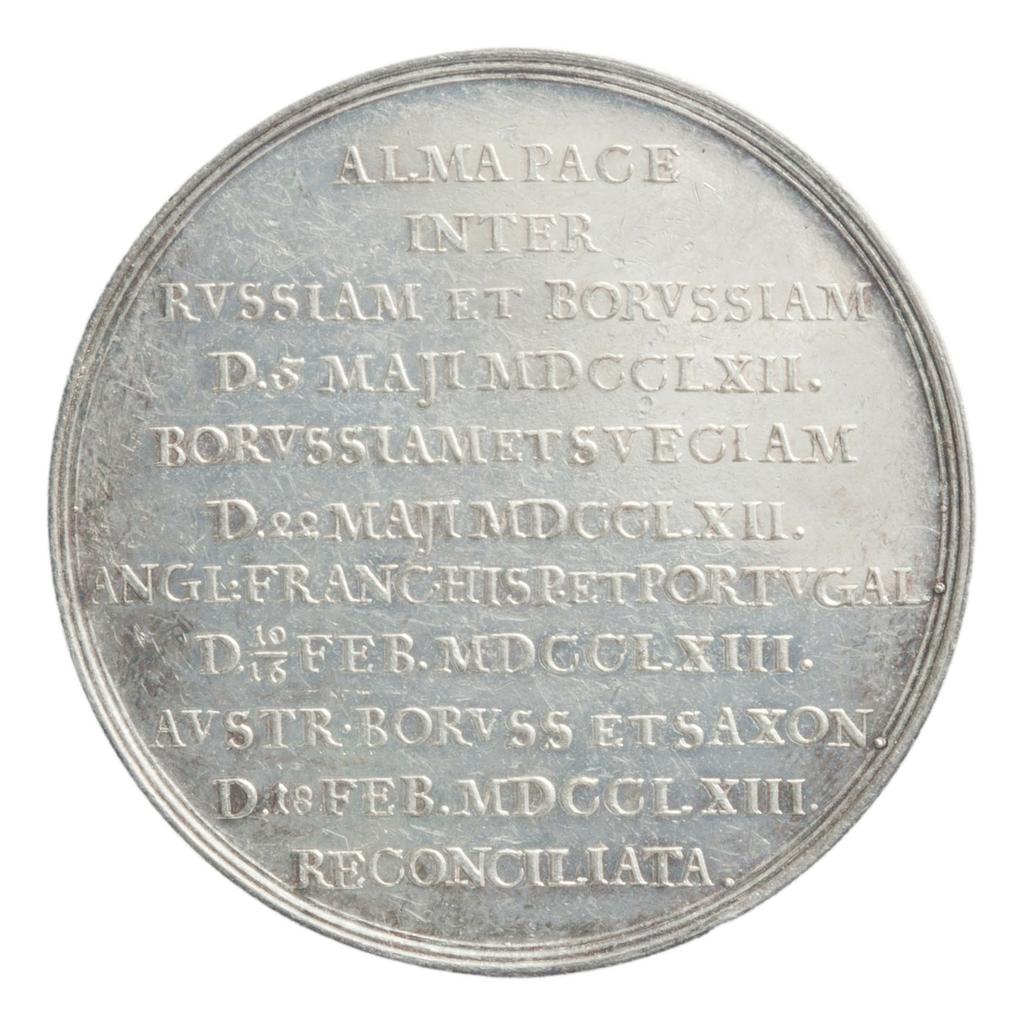 ALMA PACE
INTER
RVSSIAM ET BORVSSIAM
D. 5 MAJI MDCCLXII.
BORVSSIAM ET SVECIAM
D. 22 MAJI MDCCLXII.
ANGL·FRANC·HISP·ET PORTVGAL.
D. 10/16 FEB. MDCCLXIII.
AVSTR·BORVSS ET SAXON.
D. 18 FEB. MDCCLXIII.
RECONCILIATA.